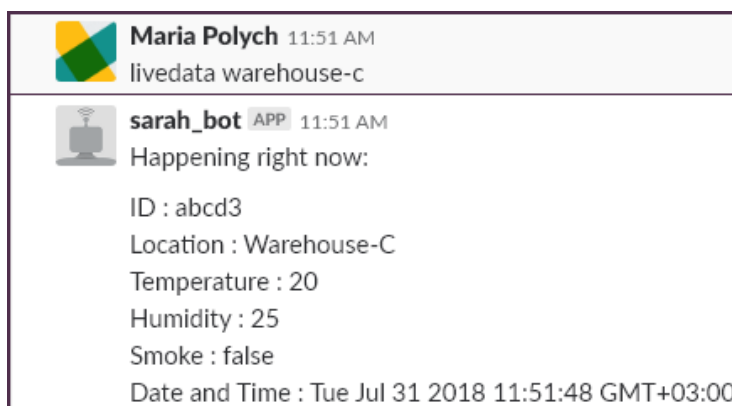 Maria Polych 11:51 AM
livedata warehouse-c
sarah_bot APP 11:51 AM
Happening right now:
ID : abcd3
Location : Warehouse-C
Temperature : 20
Humidity : 25
Smoke : false
Date and Time : Tue Jul 31 2018 11:51:48 GMT+03:00